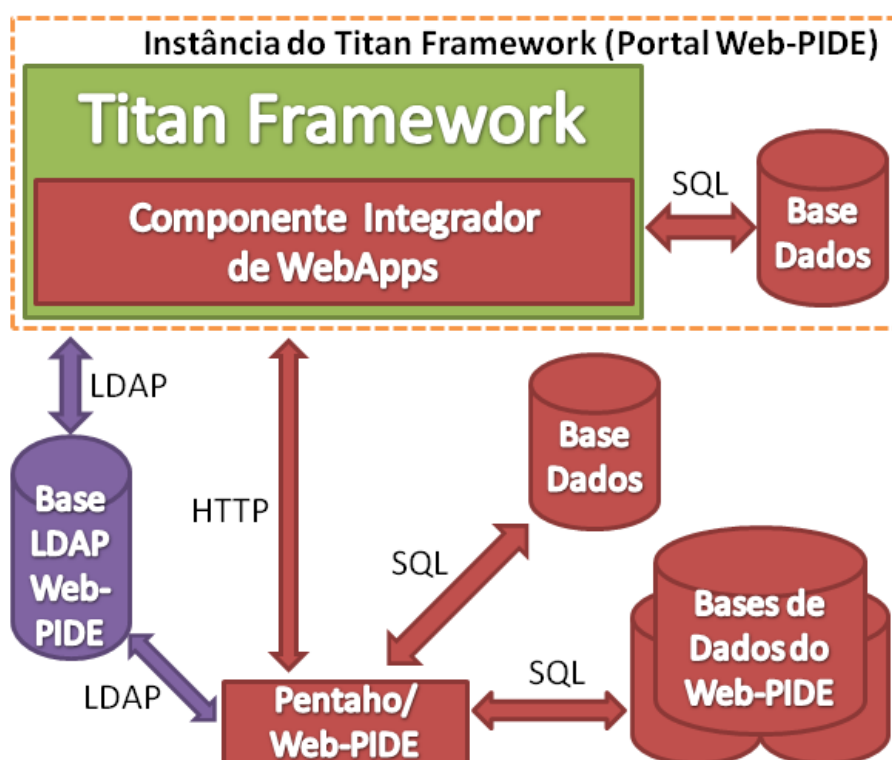 Instância do Titan Framework (Portal Web-PIDE)
Titan Framework
Componente Integrador
de WebApps
SQL
Base
Dados
LDAP
HTTP
Base
Dados
Base
LDAP
Web-
PIDE
SQL
Bases de
Dados do
Web-PIDE
LDAP
SQL
Pentaho/
Web-PIDE